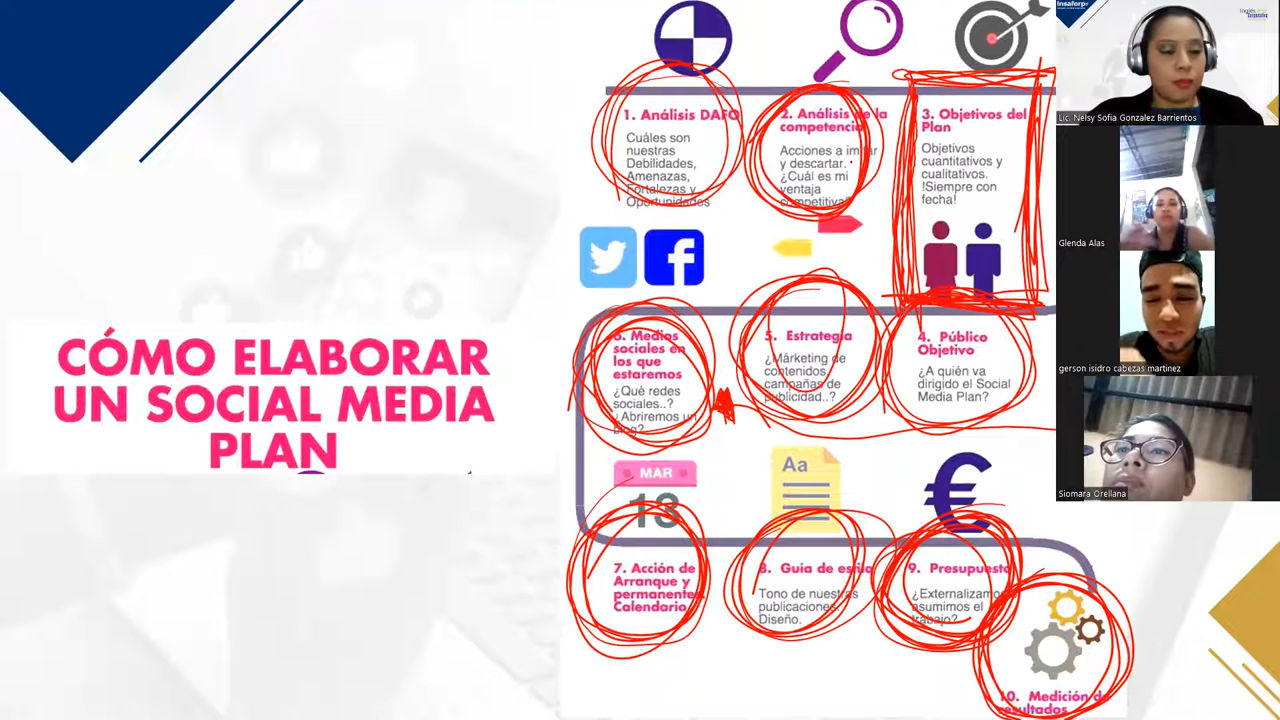 CÓMO ELABORAR
UN SOCIAL MEDIA
PLAN
1. Análisis DAFO
Cuáles son
nuestras
Debilidades,
Amenazas,
Fortalezas y
Oportunidades
2. Análisis de la
competencia
Acciones a imitar
y descartar.
¿Cuál es mi
ventaja
competitiva?
3. Objetivos del
Plan
Objetivos
cuantitativos y
cualitativos.
!Siempre con
fecha!
6. Medios
sociales en
los que
estaremos
¿Qué redes
sociales..?
¿Abriremos un
blog?
5. Estrategia
¿Márketing de
contenidos,
campañas de
publicidad..?
4. Público
Objetivo
¿A quién va
dirigido el Social
Media Plan?
MAR
13
Aa
€
7. Acción de
Arranque y
permanente.
Calendario
8. Guía de estilo
Tono de nuestras
publicaciones.
Diseño.
9. Presupuesto
¿Externalizamos
asumimos el
trabajo?
10. Medición de
resultados
Insaforp
Lic. Nelsy Sofia Gonzalez Barrientos
Glenda Alas
gerson isidro cabezas martinez
Siomara Orellana